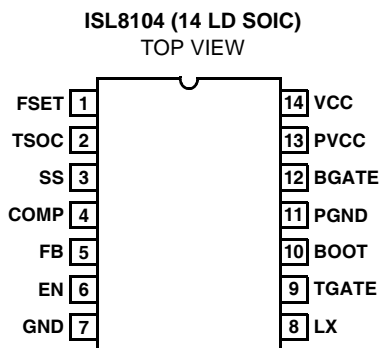 ISL8104 (14 LD SOIC)
TOP VIEW
FSET 1 14 VCC
TSOC 2 13 PVCC
SS 3 12 BGATE
COMP 4 11 PGND
FB 5 10 BOOT
EN 6 9 TGATE
GND 7 8 LX